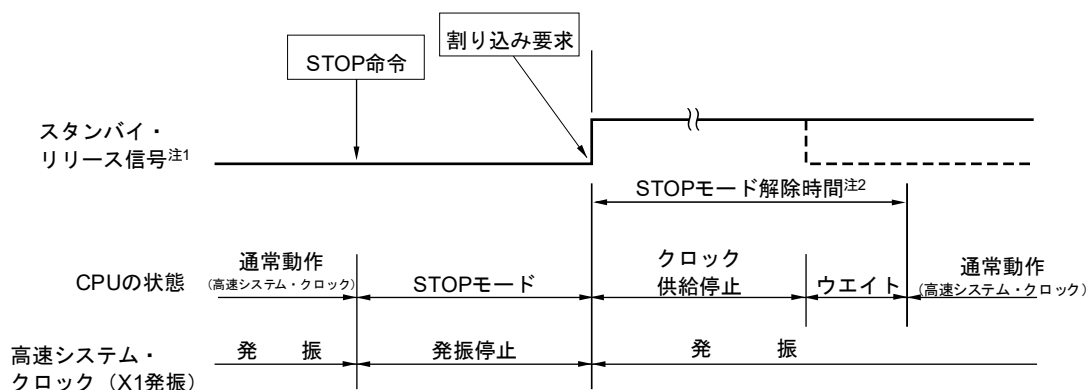 割り込み要求
STOP命令
スタンバイ・
リリース信号注1
STOPモード解除時間注2
通常動作
(高速システム・クロック)
クロック
供給停止
通常動作
(高速システム・クロック)
CPUの状態
STOPモード
ウエイト
高速システム・
クロック(X1発振)
発 振
発振停止
発 振